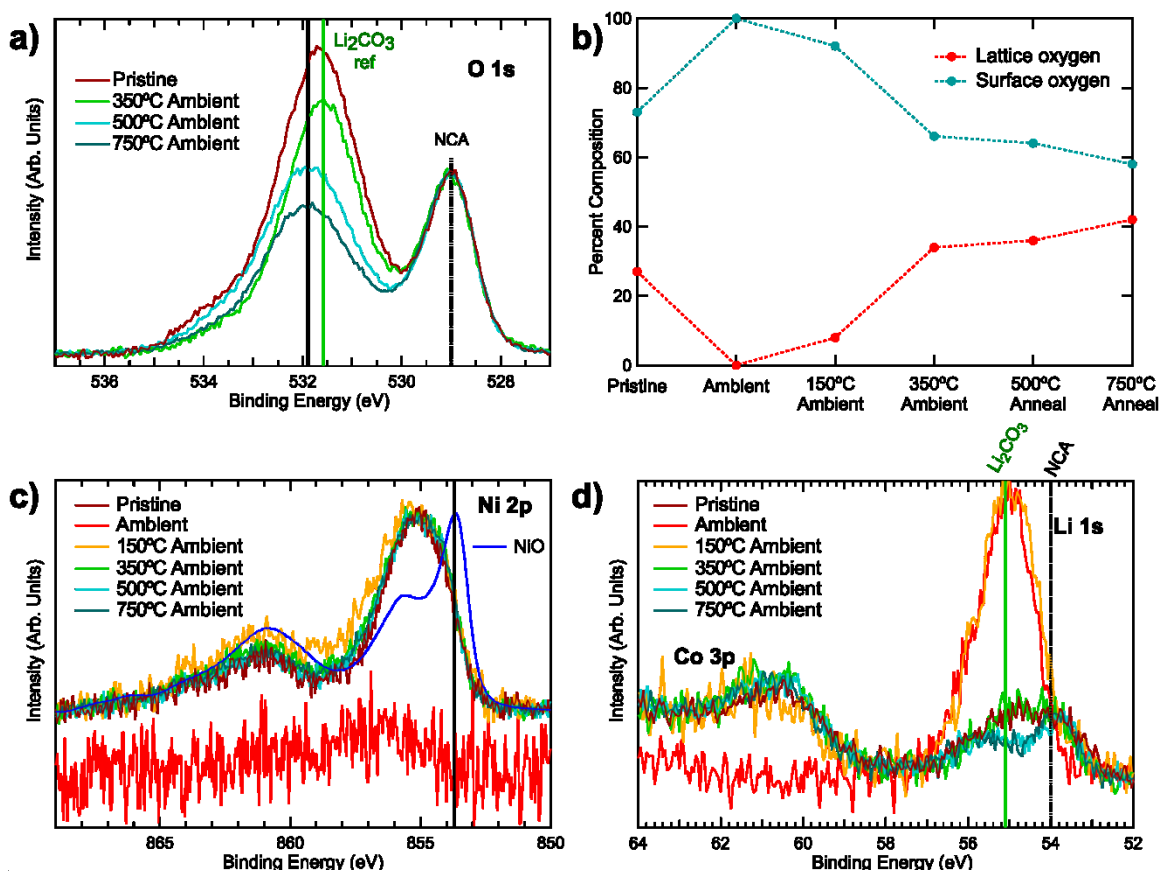 a)
Li₂CO₃
ref
O 1s
Pristine
350ºC Ambient
500ºC Ambient
750ºC Ambient
NCA
Intensity (Arb. Units)
536
534
532
530
528
Binding Energy (eV)
b)
100
80
60
40
20
0
Percent Composition
Lattice oxygen
Surface oxygen
Pristine
Ambient
150ºC
Ambient
350ºC
Ambient
500ºC
Anneal
750ºC
Anneal
c)
Ni 2p
Pristine
Ambient
150ºC Ambient
350ºC Ambient
500ºC Ambient
750ºC Ambient
NiO
Intensity (Arb. Units)
865
860
855
850
Binding Energy (eV)
d)
Li₂CO₃
NCA
Li 1s
Pristine
Ambient
150ºC Ambient
350ºC Ambient
500ºC Ambient
750ºC Ambient
Co 3p
Intensity (Arb. Units)
64
62
60
58
56
54
52
Binding Energy (eV)